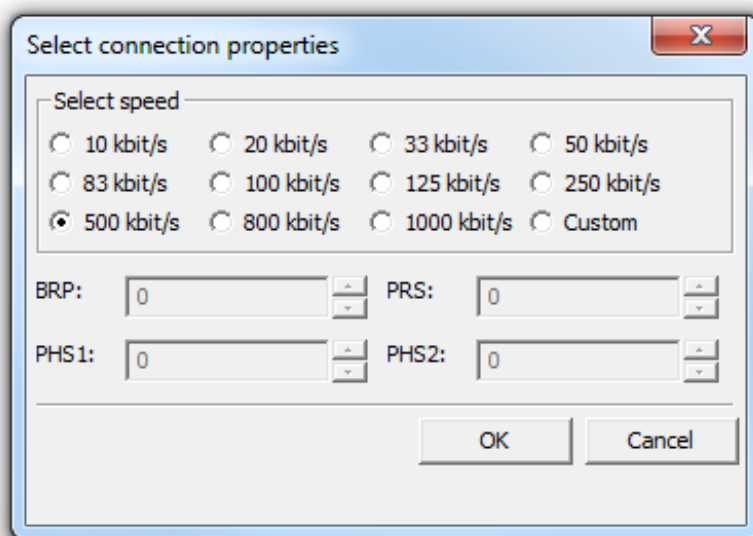 Select connection properties
Select speed
10 kbit/s 20 kbit/s 33 kbit/s 50 kbit/s
83 kbit/s 100 kbit/s 125 kbit/s 250 kbit/s
500 kbit/s 800 kbit/s 1000 kbit/s Custom
BRP: 0 PRS: 0
PHS1: 0 PHS2: 0
OK Cancel